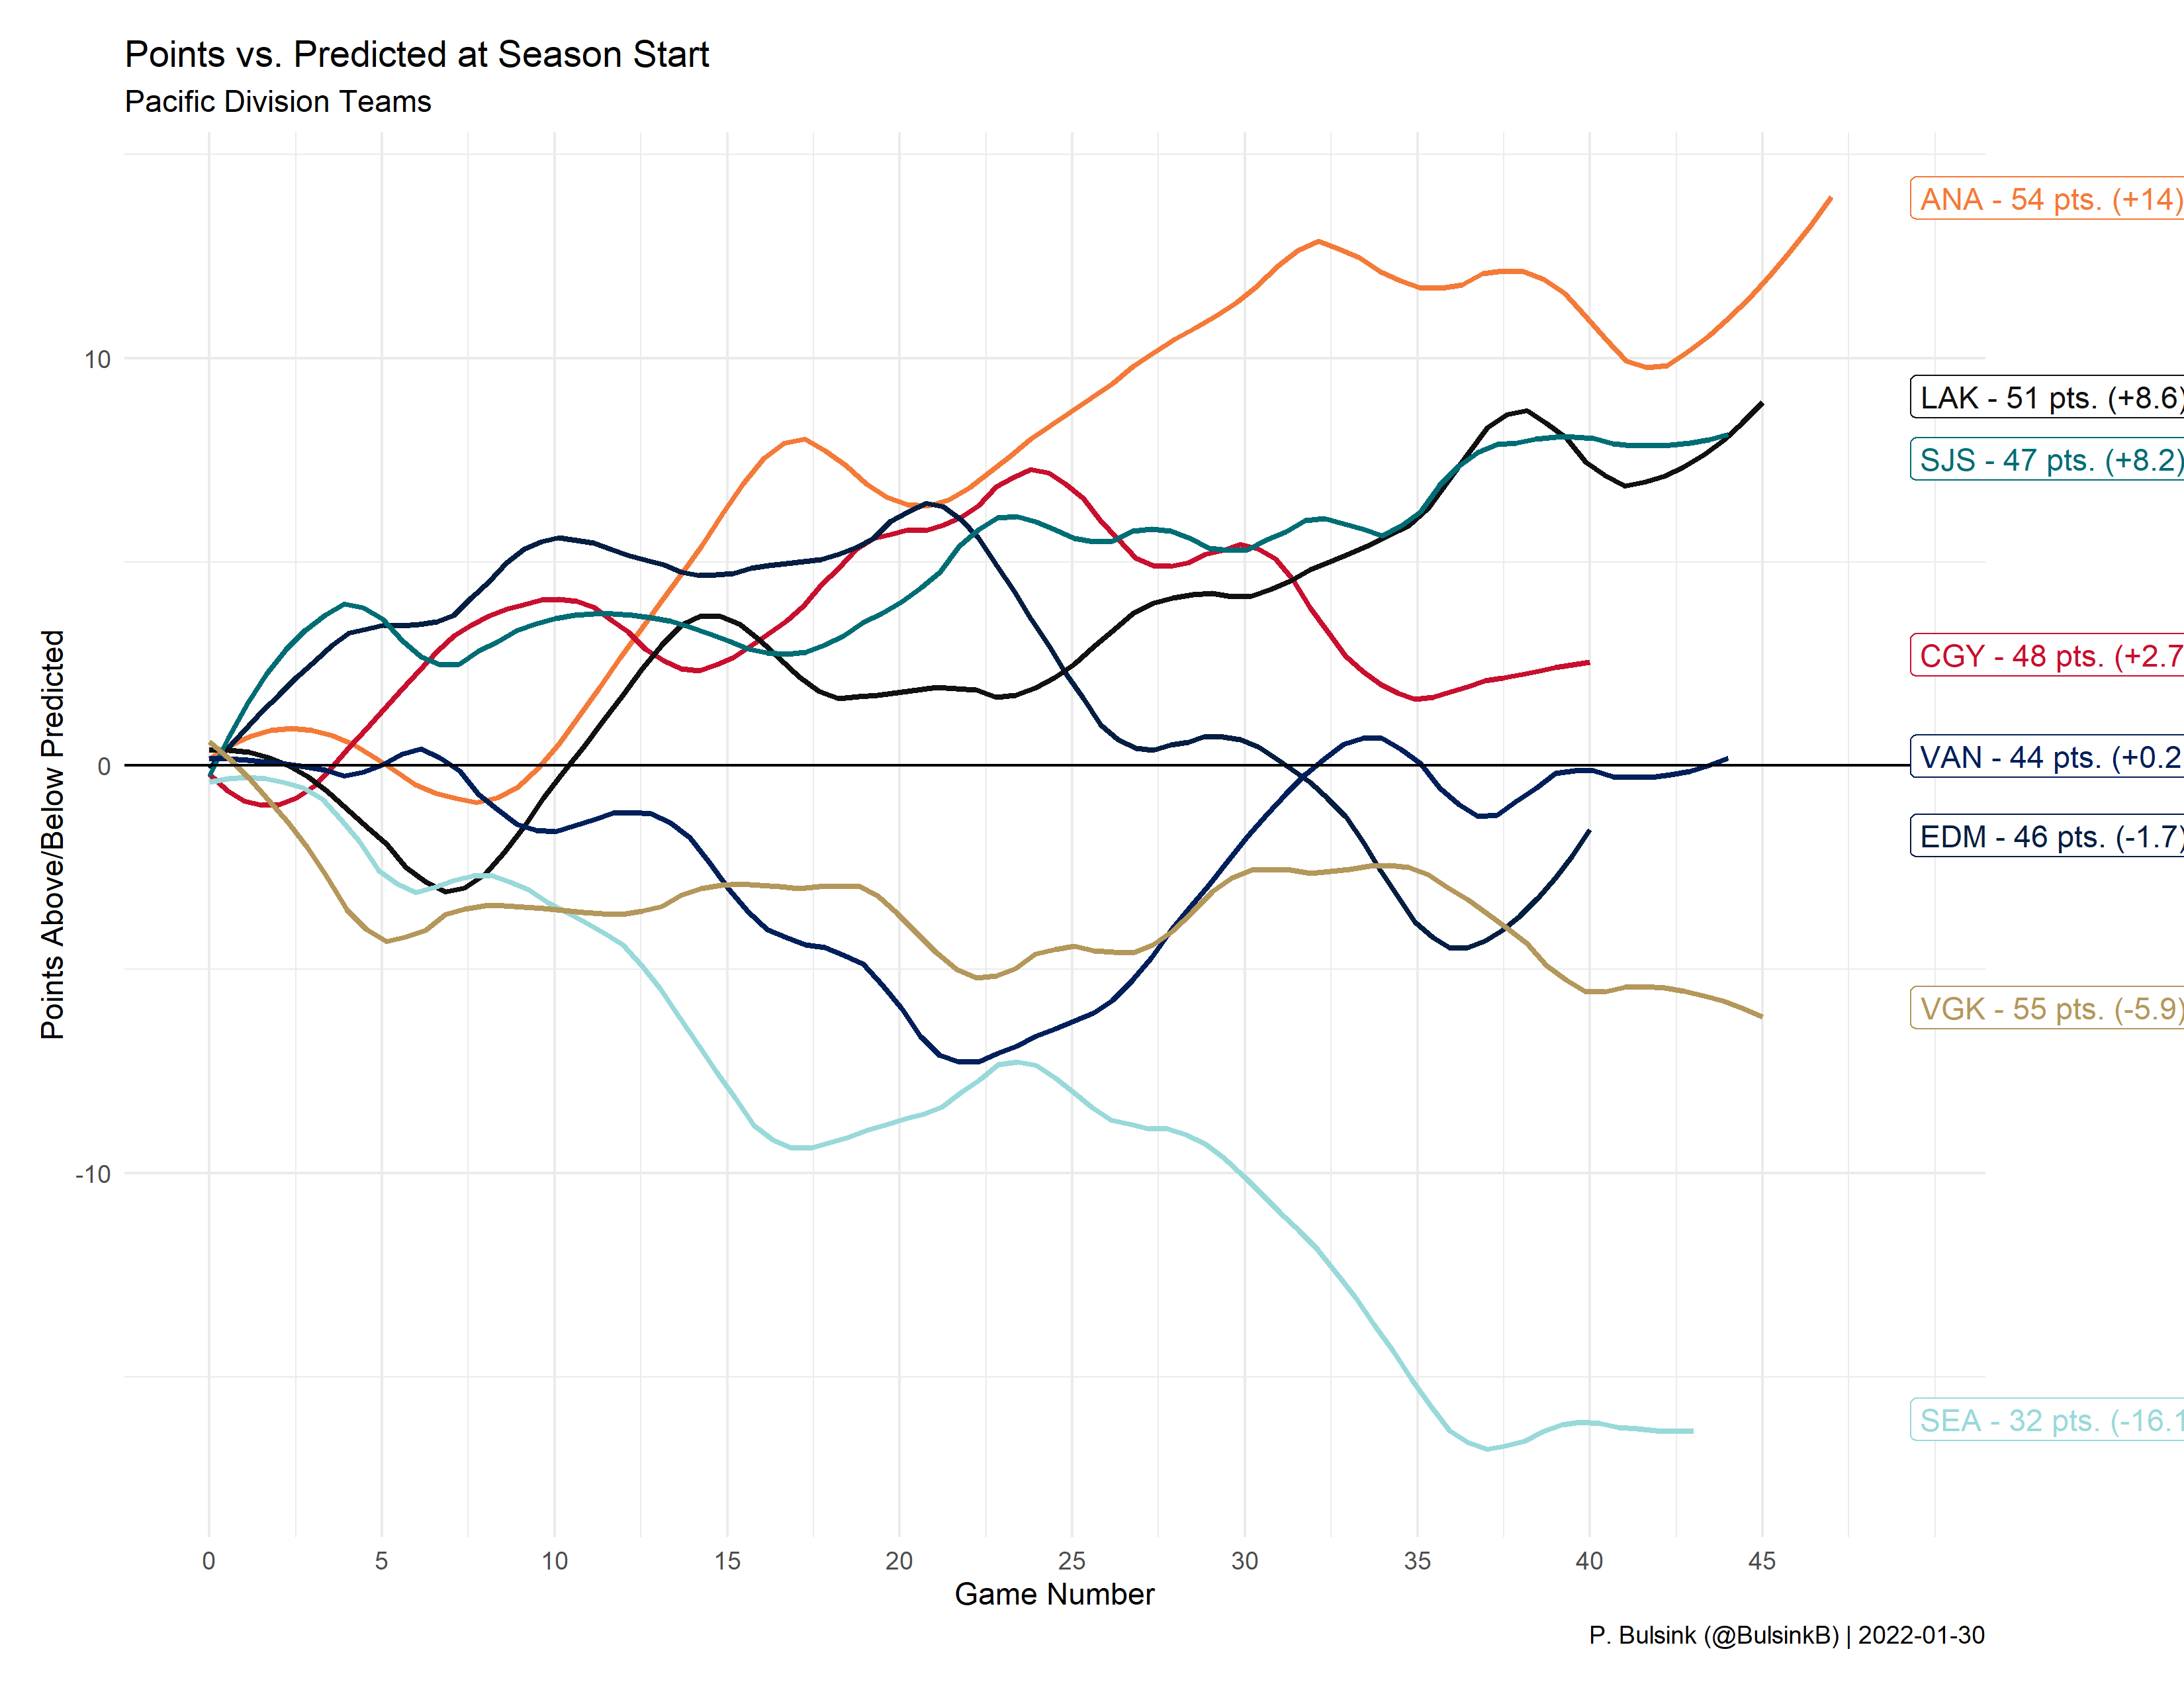 Points vs. Predicted at Season Start
Pacific Division Teams
ANA - 54 pts. (+14)
LAK - 51 pts. (+8.6)
SJS - 47 pts. (+8.2)
CGY - 48 pts. (+2.7
VAN - 44 pts. (+0.2
EDM - 46 pts. (-1.7)
VGK - 55 pts. (-5.9)
SEA - 32 pts. (-16.1
Points Above/Below Predicted
10
0
-10
0 5 10 15 20 25 30 35 40 45
Game Number
P. Bulsink (@BulsinkB) | 2022-01-30